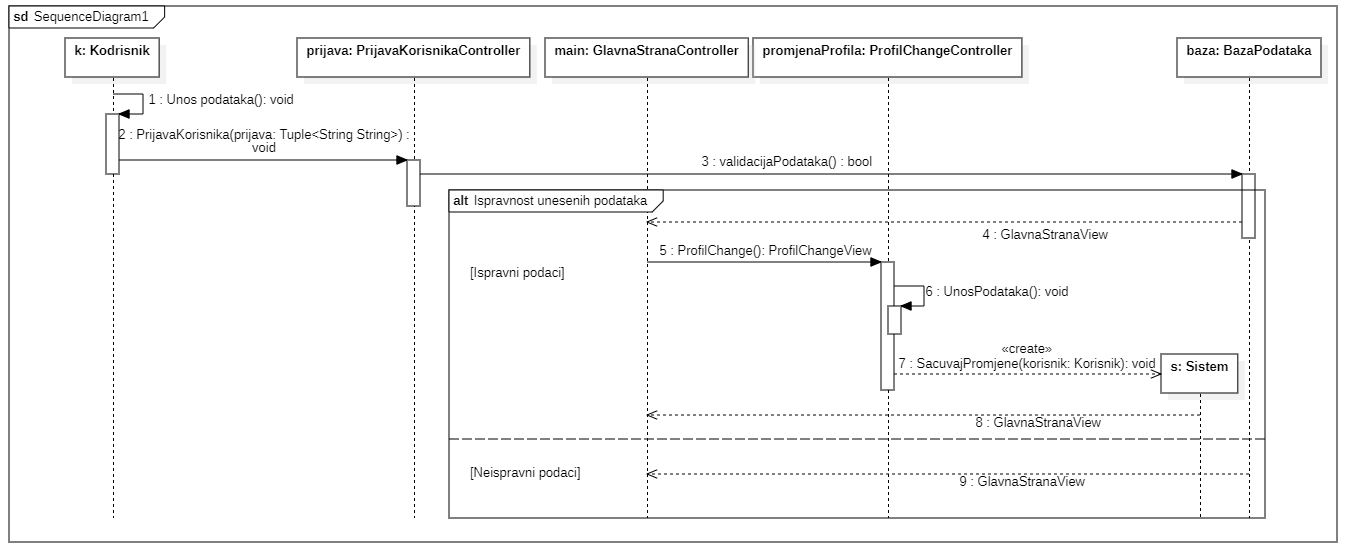 sd SequenceDiagram1
k: Kodrisnik
prijava: PrijavaKorisnikaController
main: GlavnaStranaController
promjenaProfila: ProfilChangeController
baza: BazaPodataka
1 : Unos podataka(): void
2 : PrijavaKorisnika(prijava: Tuple<String String>) :
void
3 : validacijaPodataka() : bool
alt Ispravnost unesenih podataka
4 : GlavnaStranaView
5 : ProfilChange(): ProfilChangeView
[Ispravni podaci]
6 : UnosPodataka(): void
«create»
7 : SacuvajPromjene(korisnik: Korisnik): void
s: Sistem
8 : GlavnaStranaView
[Neispravni podaci]
9 : GlavnaStranaView